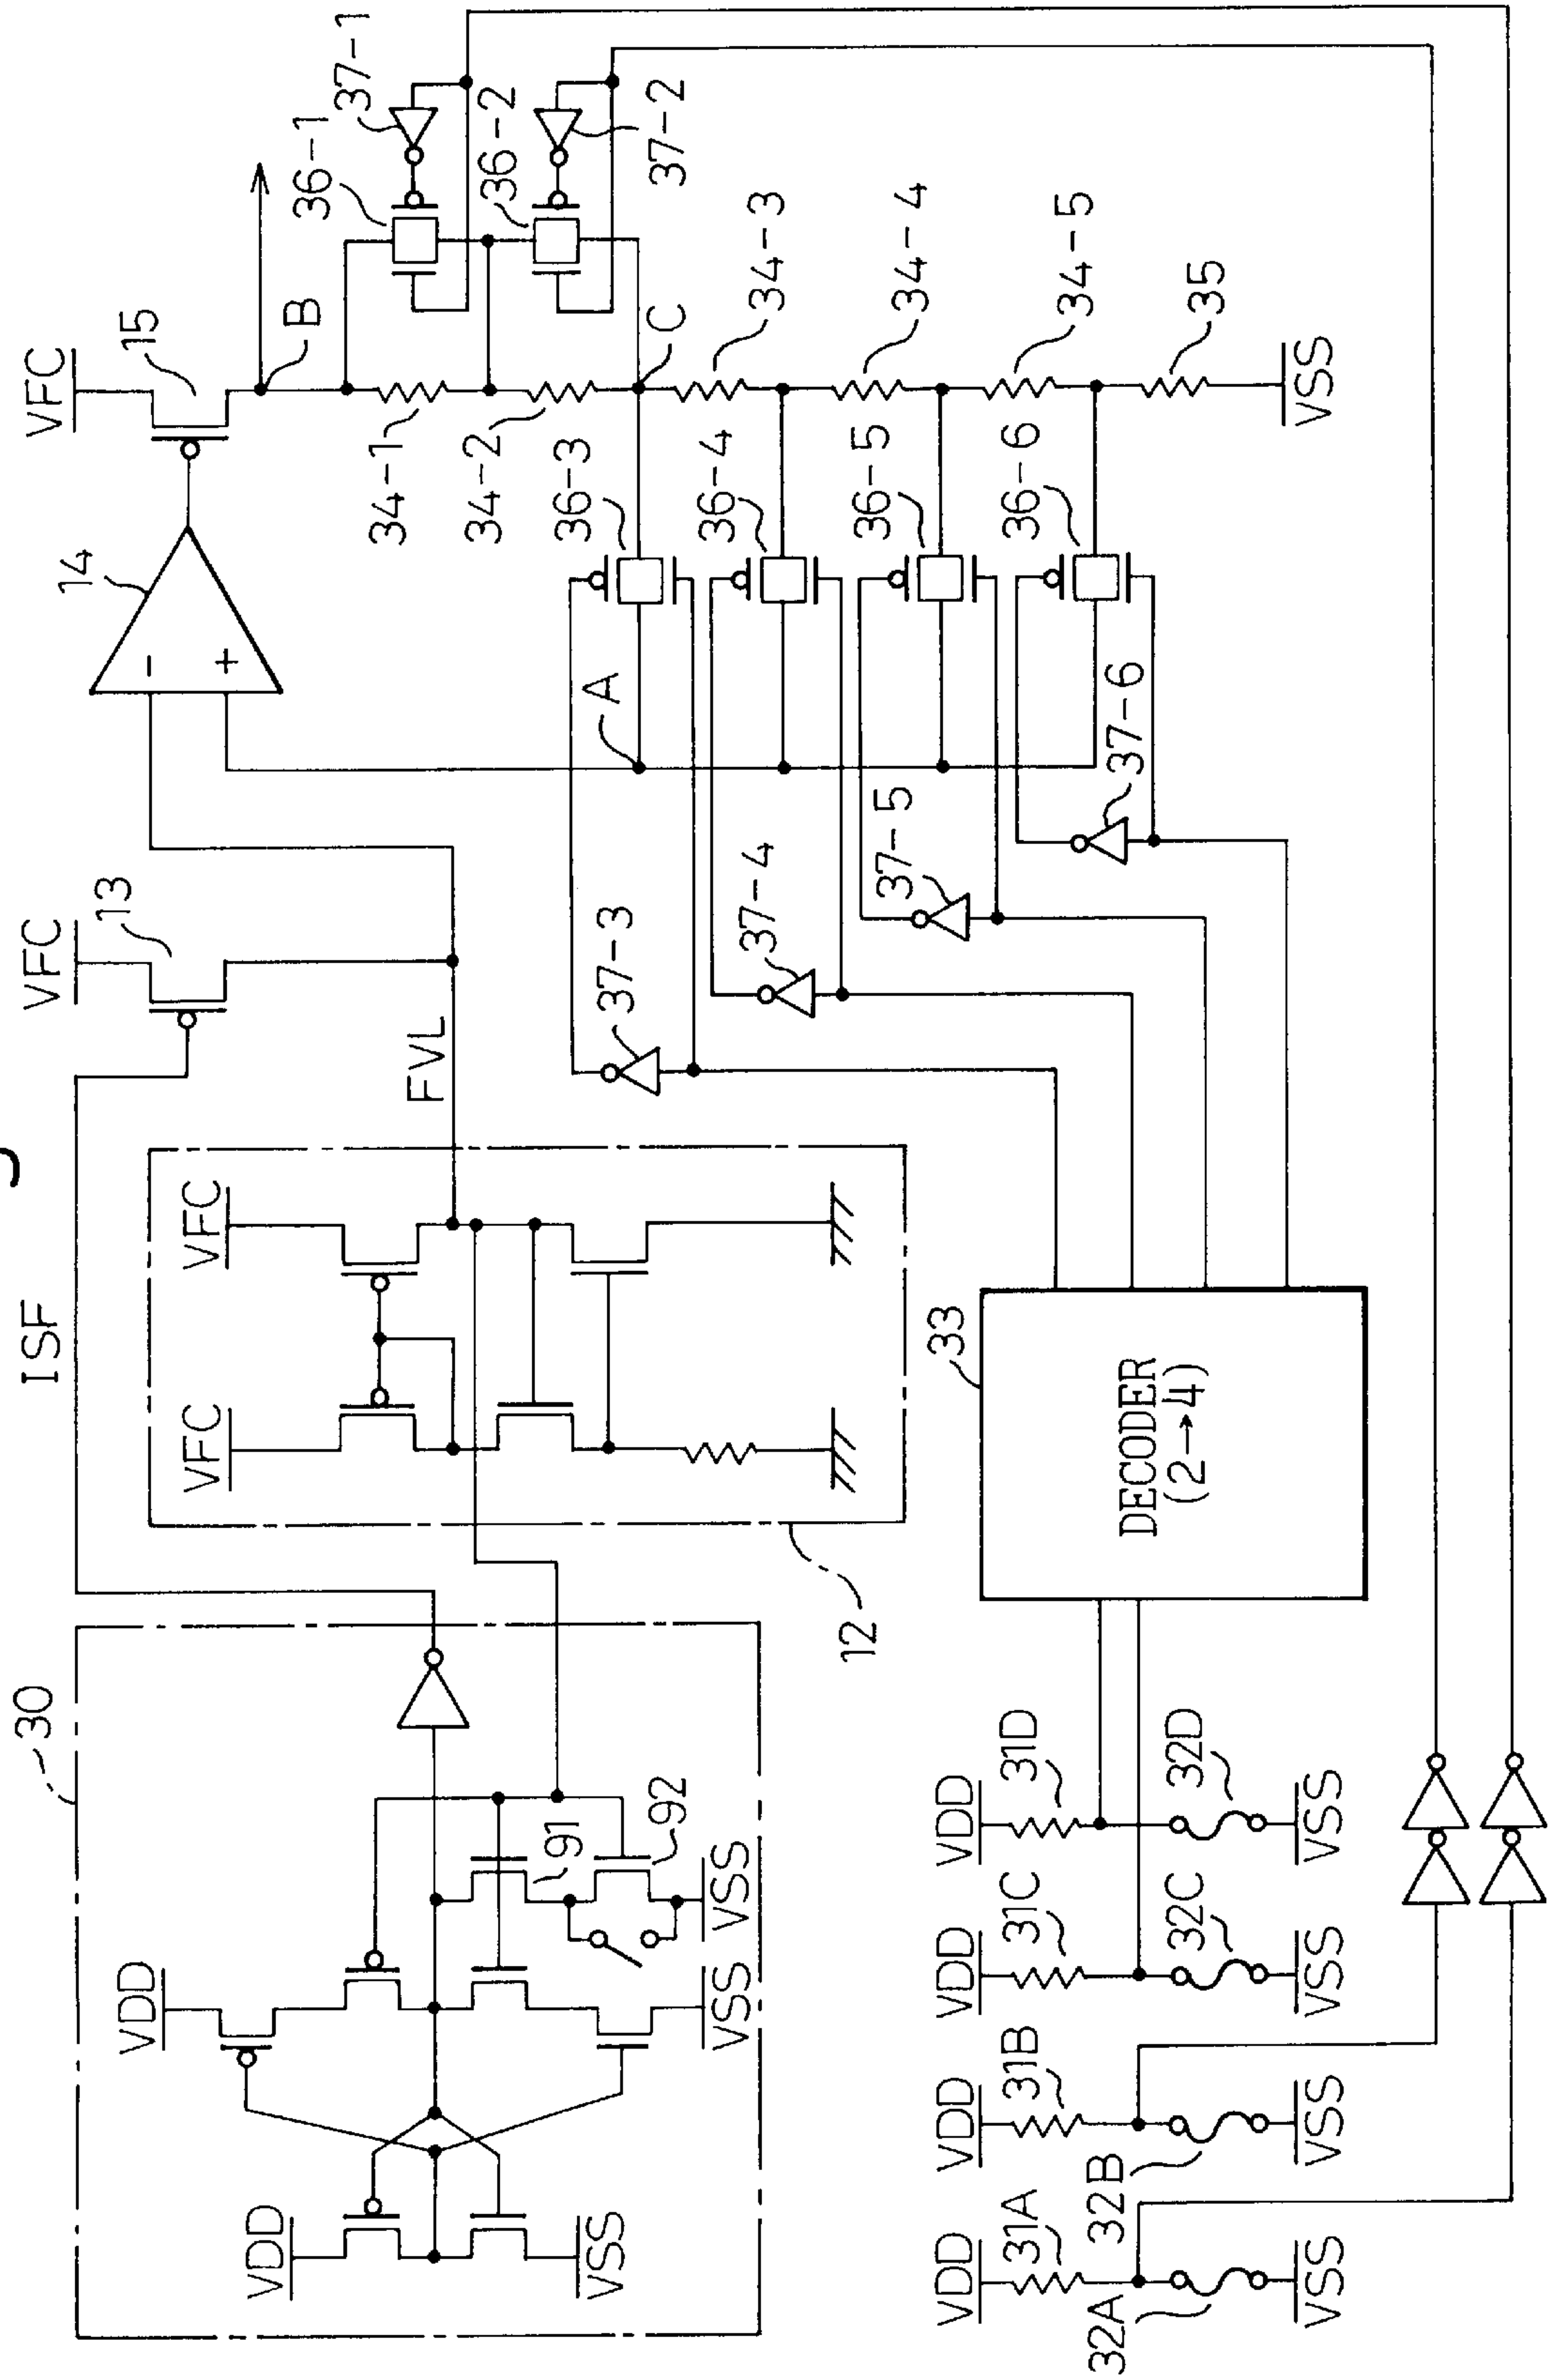 30
VDD
VDD
VSS
91
92
VSS
VSS
ISF
12
VFC
VFC
FVL
VFC
13
14
VFC
15
B
A
C
34-1
34-2
34-3
34-4
34-5
35
VSS
36-1
36-2
36-3
36-4
36-5
36-6
37-1
37-2
37-3
37-4
37-5
37-6
-
+
33
DECODER
(2→4)
VDD
31A
32A
VSS
VDD
31B
32B
VSS
VDD
31C
32C
VSS
VDD
31D
32D
VSS